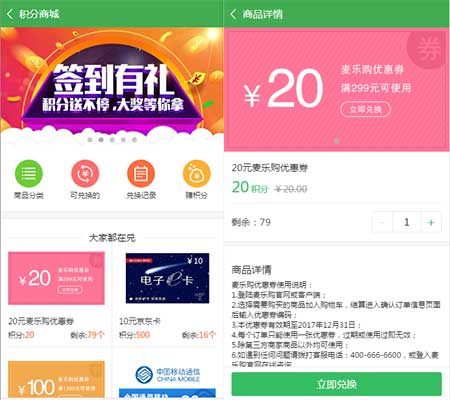 积分商城
签到有礼
积分送不停,大奖等你拿
商品分类
可兑换的
兑换记录
赚积分
大家都在兑
¥20
麦乐购优惠券
满299元可使用
立即兑换
20元麦乐购优惠券
积分:20
剩余:79个
¥10
电子e卡
10元京东卡
积分:500
剩余:16个
¥100
麦乐购优惠券
中国移动通信
CHINA MOBILE
商品详情
券
¥20
麦乐购优惠券
满299元可使用
立即兑换
20元麦乐购优惠券
20积分 ¥20.00
剩余：79
- 1 +
商品详情
麦乐购优惠券使用说明：
1.登陆麦乐购官网或客户端；
2.选择需要购买的商品加入购物车，结算进入确认订单信息页面
后输入优惠券编码；
3.本优惠券有效期至2017年12月31日；
4.每个订单只能使用一张优惠券，过期或使用过即无效；
5.除第三方商家商品以外均可使用；
6.如遇到任何问题请拨打客服电话：400-666-6600，或登入麦
乐购官网在线咨询
立即兑换